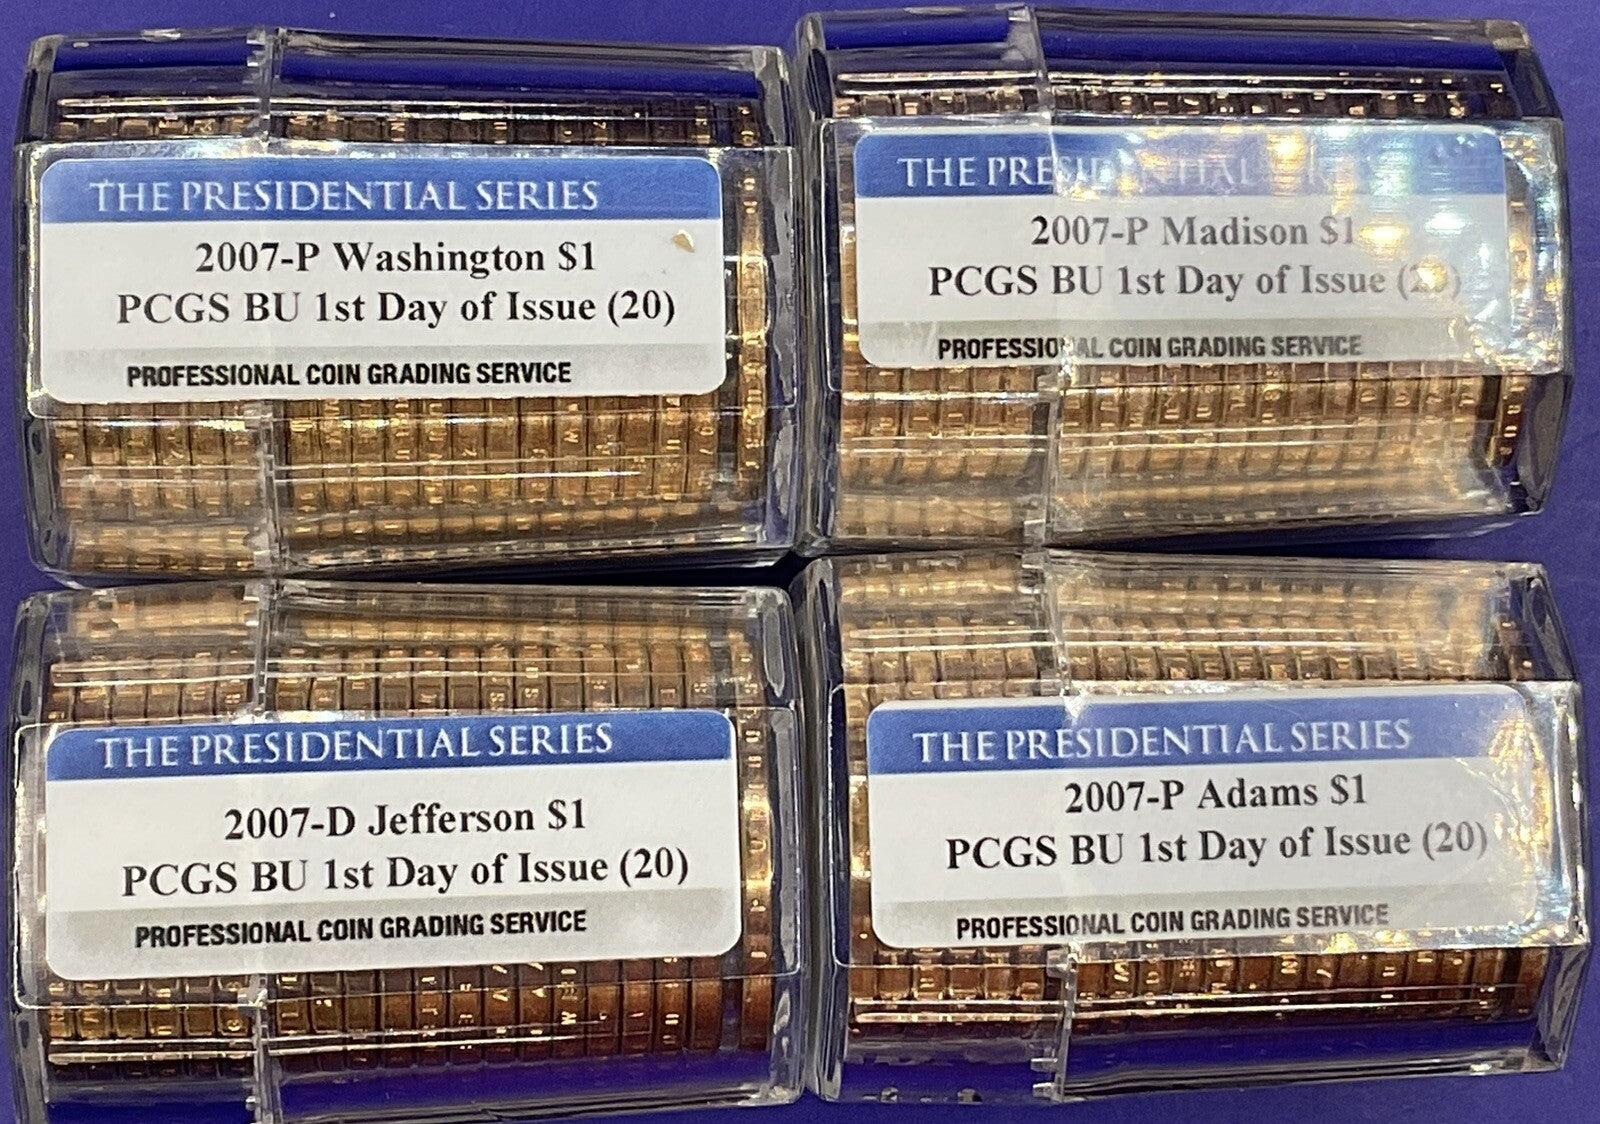 THE PRESIDENTIAL SERIES
2007-P Washington $1
PCGS BU 1st Day of Issue (20)
PROFESSIONAL COIN GRADING SERVICE
THE PRESIDENTIAL
2007-P Madison $1
PCGS BU 1st Day of Issue (20)
PROFESSIONAL COIN GRADING SERVICE
THE PRESIDENTIAL SERIES
2007-D Jefferson $1
PCGS BU 1st Day of Issue (20)
PROFESSIONAL COIN GRADING SERVICE
THE PRESIDENTIAL SERIES
2007-P Adams $1
PCGS BU 1st Day of Issue (20)
PROFESSIONAL COIN GRADING SERVICE